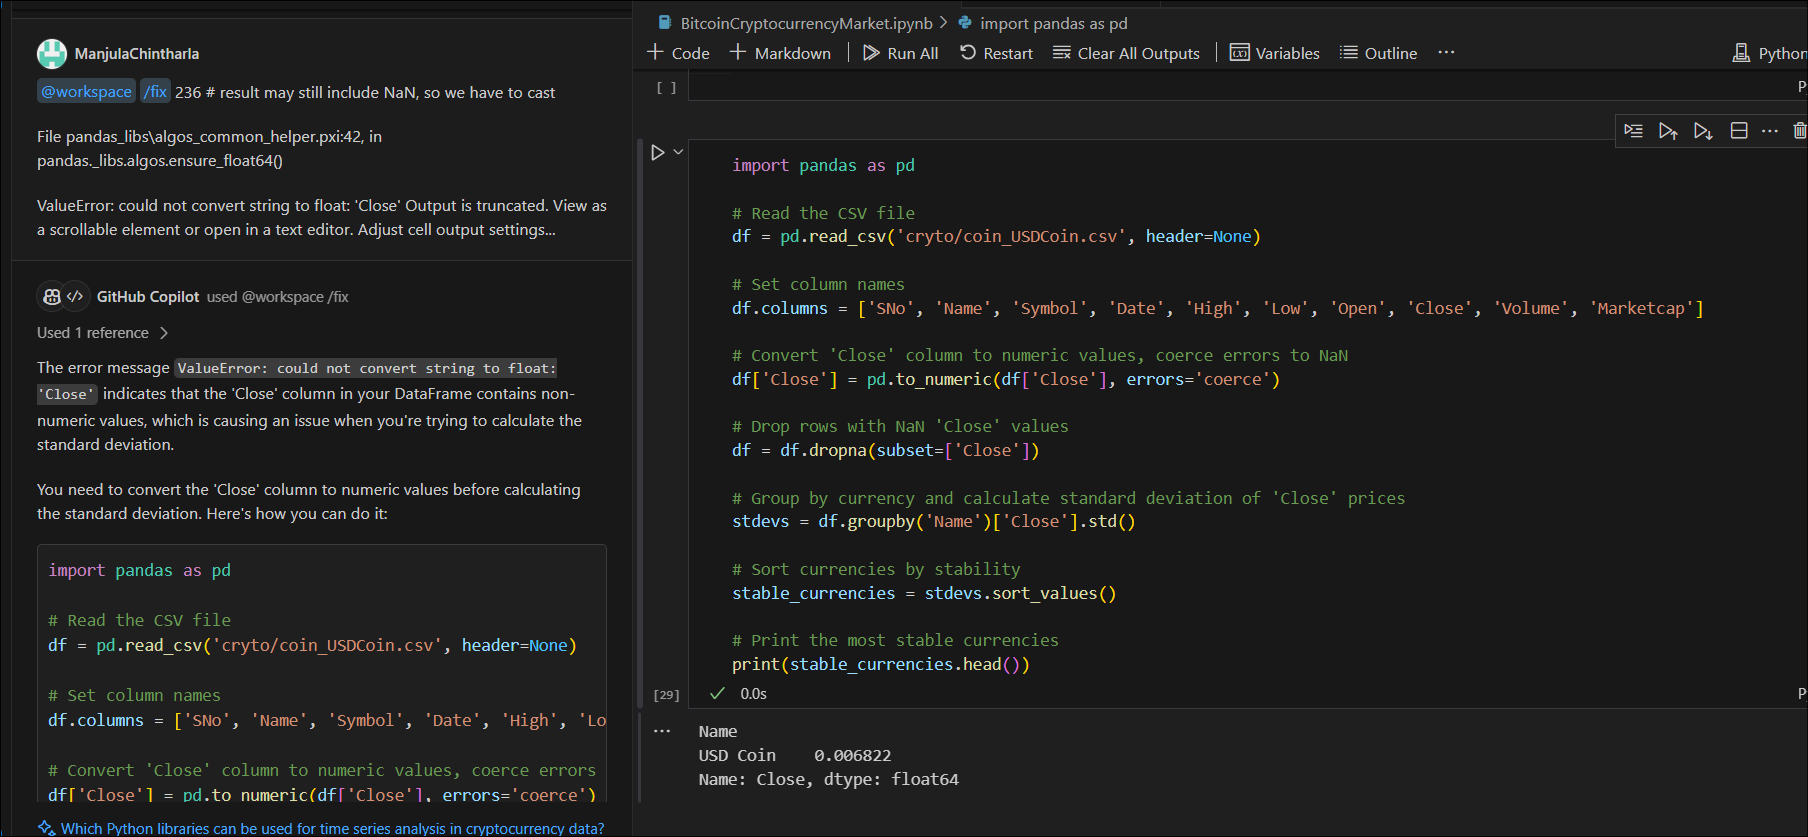 ManjulaChintharla
@workspace /fix 236 # result may still include NaN, so we have to cast
File pandas_libs\algos_common_helper.pxi:42, in
pandas._libs.algos.ensure_float64()
ValueError: could not convert string to float: 'Close' Output is truncated. View as
a scrollable element or open in a text editor. Adjust cell output settings...
GitHub Copilot used @workspace /fix
Used 1 reference
The error message ValueError: could not convert string to float:
'Close' indicates that the 'Close' column in your DataFrame contains non-
numeric values, which is causing an issue when you're trying to calculate the
standard deviation.
You need to convert the 'Close' column to numeric values before calculating
the standard deviation. Here's how you can do it:
import pandas as pd
# Read the CSV file
df = pd.read_csv('cryto/coin_USDCoin.csv', header=None)
# Set column names
df.columns = ['SNo', 'Name', 'Symbol', 'Date', 'High', 'Lo
# Convert 'Close' column to numeric values, coerce errors
df['Close'] = pd.to_numeric(df['Close'], errors='coerce')
Which Python libraries can be used for time series analysis in cryptocurrency data?
BitcoinCryptocurrencyMarket.ipynb > import pandas as pd
+ Code + Markdown Run All Restart Clear All Outputs Variables Outline ... Python
[ ]
P
import pandas as pd
# Read the CSV file
df = pd.read_csv('cryto/coin_USDCoin.csv', header=None)
# Set column names
df.columns = ['SNo', 'Name', 'Symbol', 'Date', 'High', 'Low', 'Open', 'Close', 'Volume', 'Marketcap']
# Convert 'Close' column to numeric values, coerce errors to NaN
df['Close'] = pd.to_numeric(df['Close'], errors='coerce')
# Drop rows with NaN 'Close' values
df = df.dropna(subset=['Close'])
# Group by currency and calculate standard deviation of 'Close' prices
stdevs = df.groupby('Name')['Close'].std()
# Sort currencies by stability
stable_currencies = stdevs.sort_values()
# Print the most stable currencies
print(stable_currencies.head())
[29] ✓ 0.0s
P
... Name
USD Coin 0.006822
Name: Close, dtype: float64